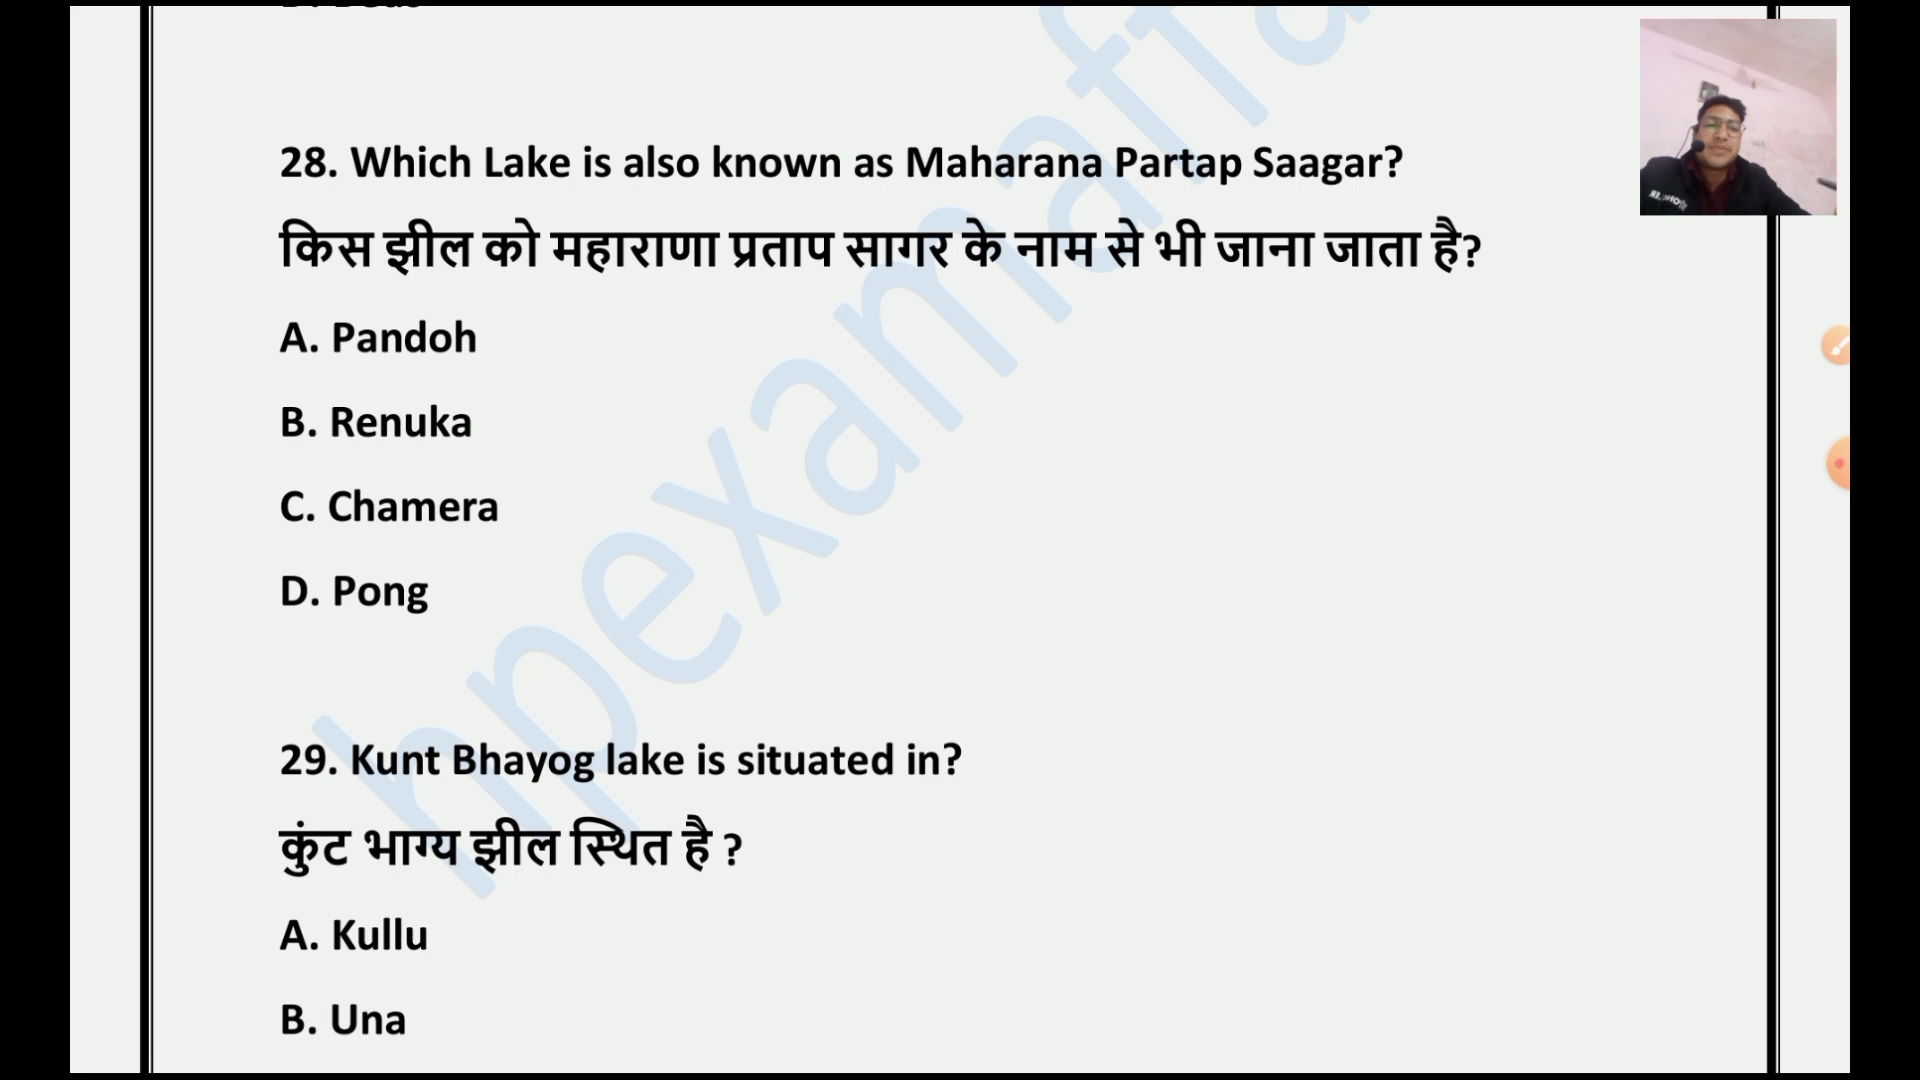 28. Which Lake is also known as Maharana Partap Saagar?
किस झील को महाराणा प्रताप सागर के नाम से भी जाना जाता है?
A. Pandoh
B. Renuka
C. Chamera
D. Pong
29. Kunt Bhayog lake is situated in?
कुंट भाग्य झील स्थित है ?
A. Kullu
B. Una